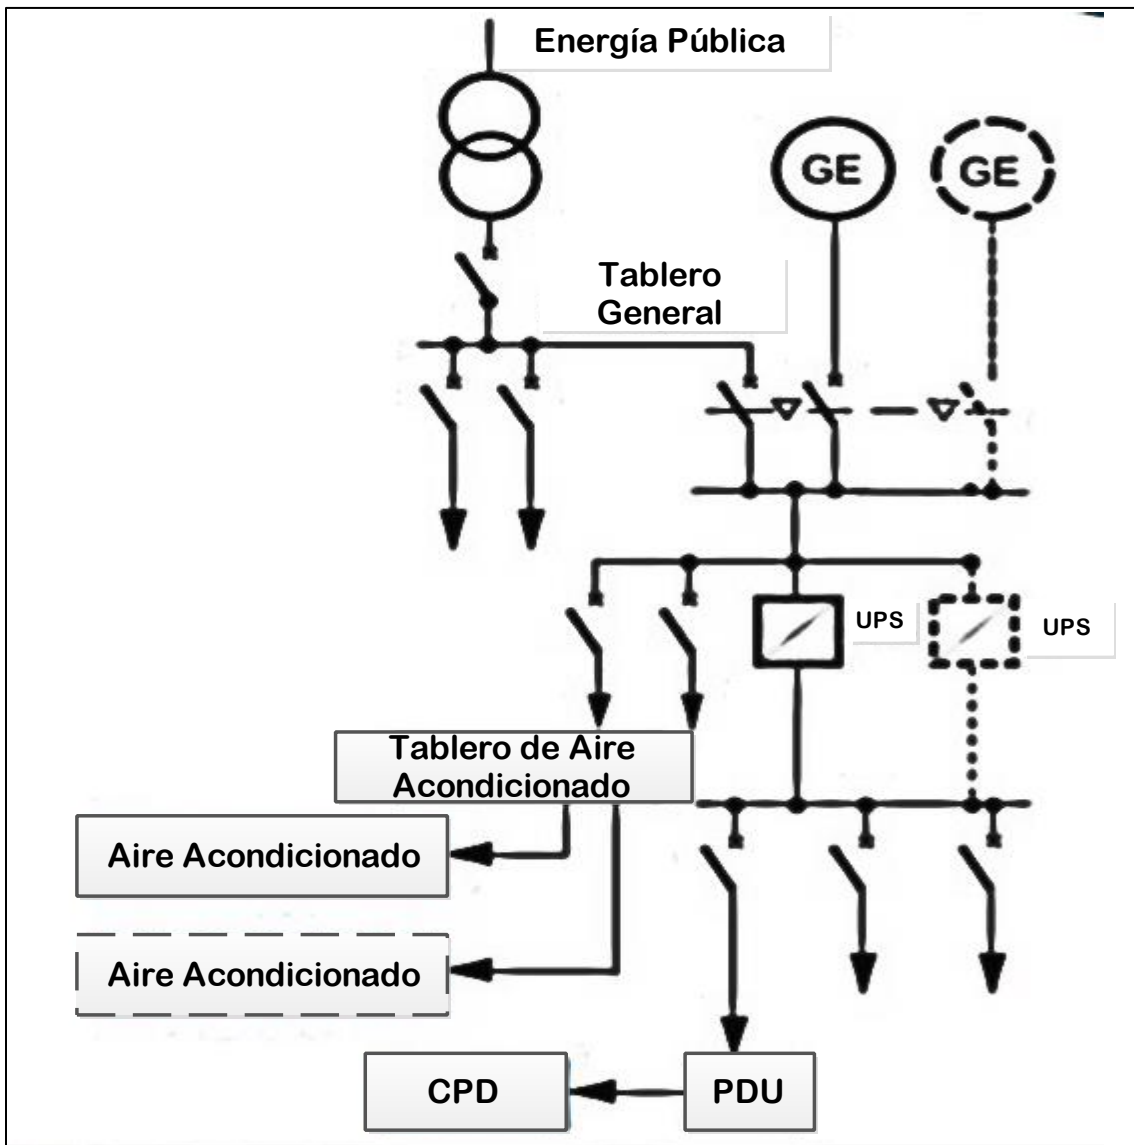 Energía Pública
GE
GE
Tablero
General
UPS
UPS
Tablero de Aire
Acondicionado
Aire Acondicionado
Aire Acondicionado
CPD
PDU